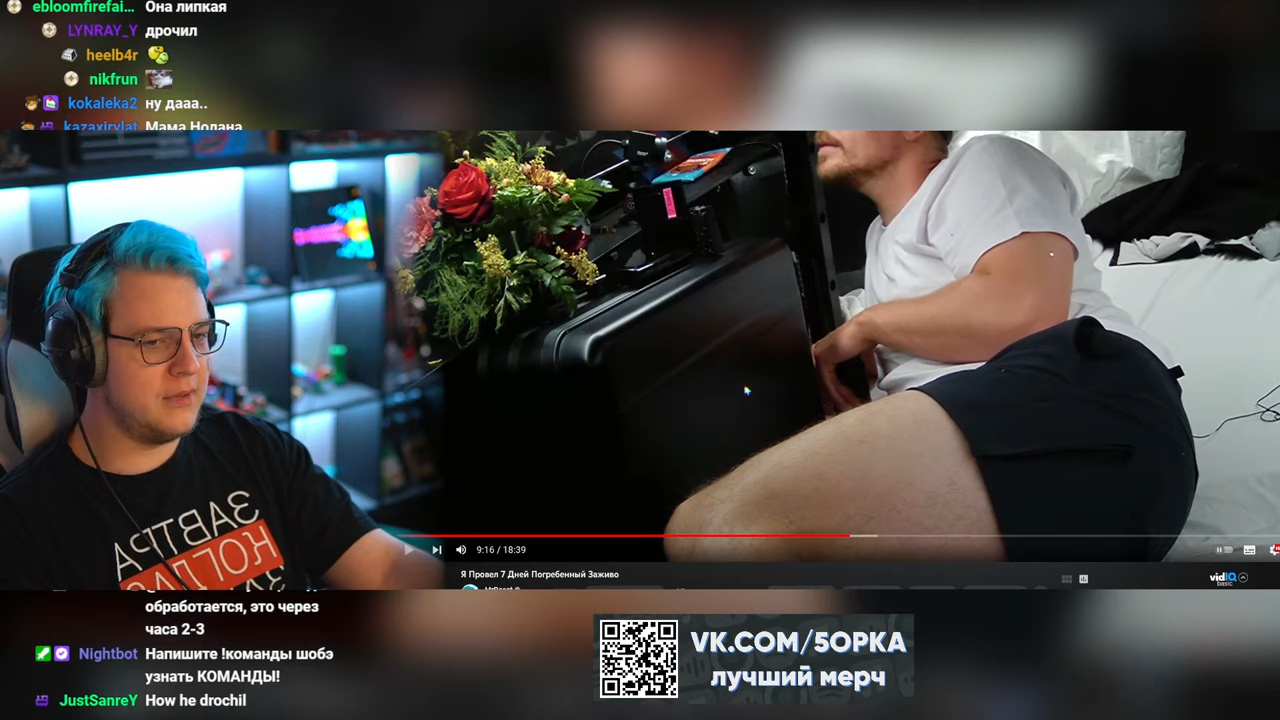 ebloomfirefai... Она липкая
LYNRAY_Y дрочил
heelb4r
nikfrun
kokaleka2 ну дааа..
kazaxirylat Мама Нолана
ЗАВТРА
9:16 / 18:39
Я Провел 7 Дней Погребенный Заживо
vidIQ
basic
обработается, это через
часа 2-3
Nightbot Напишите !команды шобэ
узнать КОМАНДЫ!
JustSanreY How he drochil
VK.COM/5OPKA
лучший мерч